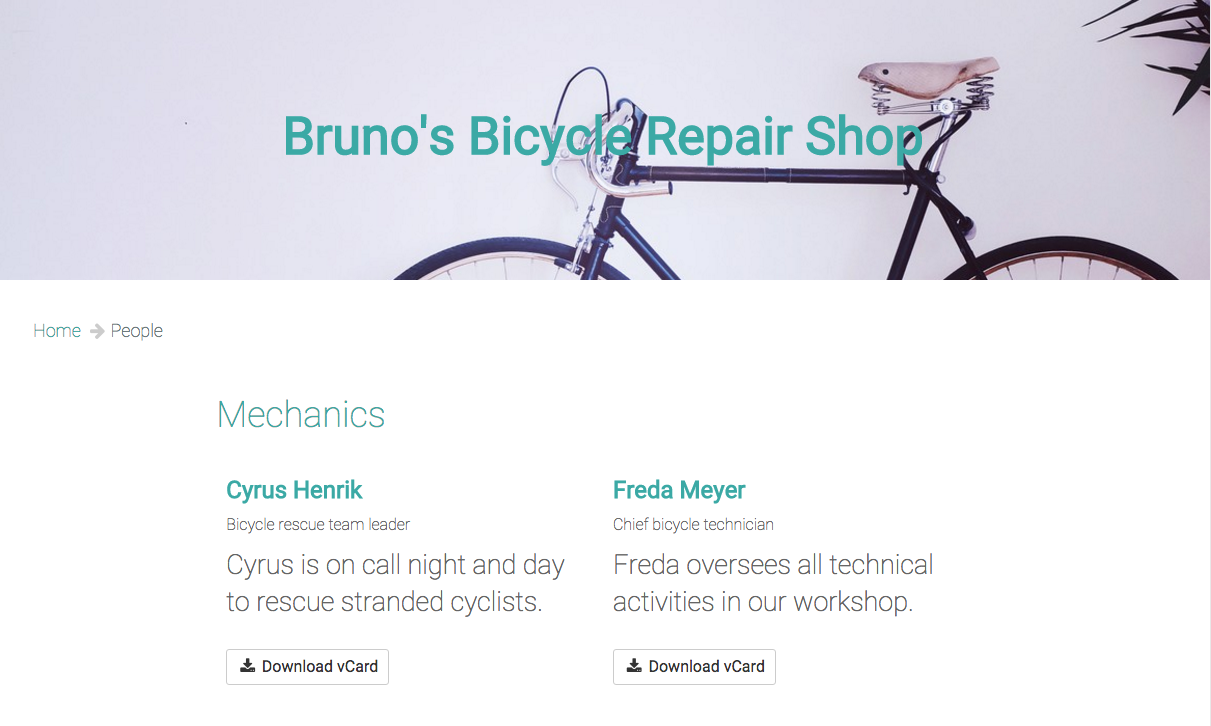 Bruno's Bicycle Repair Shop
Home People
Mechanics
Cyrus Henrik
Bicycle rescue team leader
Cyrus is on call night and day
to rescue stranded cyclists.
Download vCard
Freda Meyer
Chief bicycle technician
Freda oversees all technical
activities in our workshop.
Download vCard